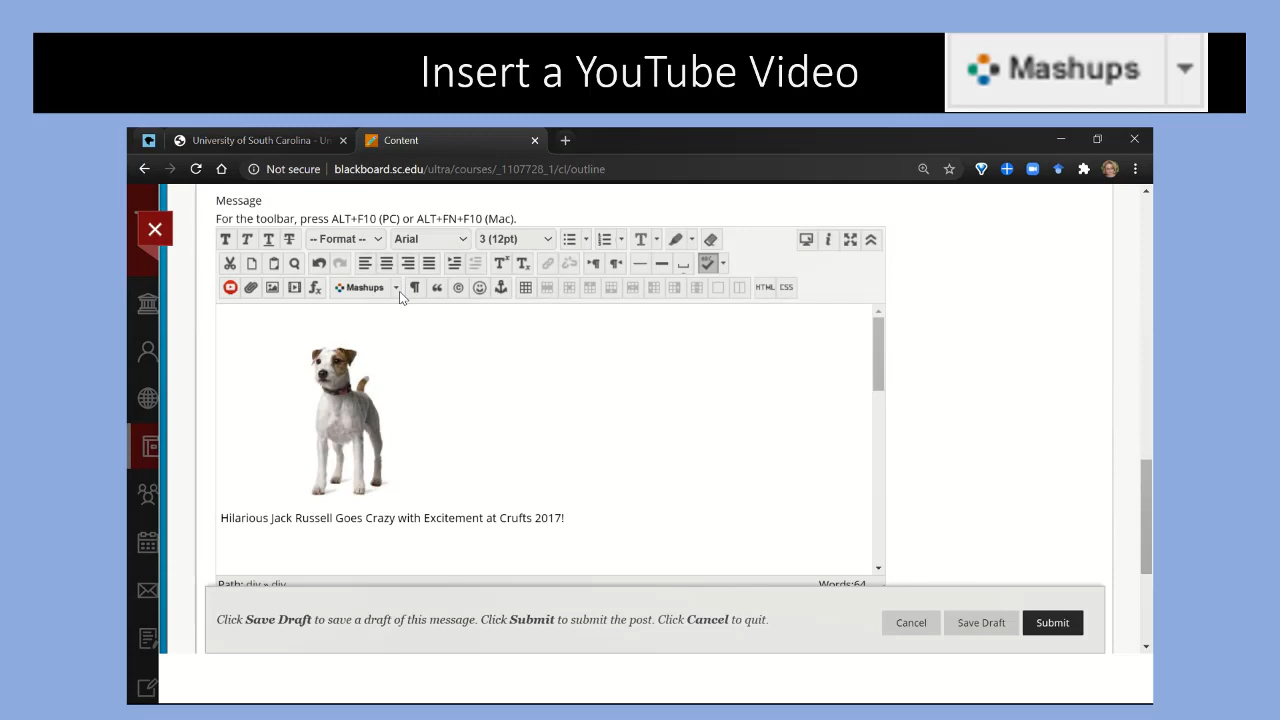 Insert a YouTube Video
Mashups
University of South Carolina - Un
Content
Not secure
blackboard.sc.edu/ultra/courses/_1107728_1/cl/outline
Message
For the toolbar, press ALT+F10 (PC) or ALT+FN+F10 (Mac).
T T T T -- Format -- Arial 3 (12pt) T
Tx Tx ABC
fx Mashups HTML CSS
Hilarious Jack Russell Goes Crazy with Excitement at Crufts 2017!
Path: div » div Words:64
Click Save Draft to save a draft of this message. Click Submit to submit the post. Click Cancel to quit.
Cancel Save Draft Submit